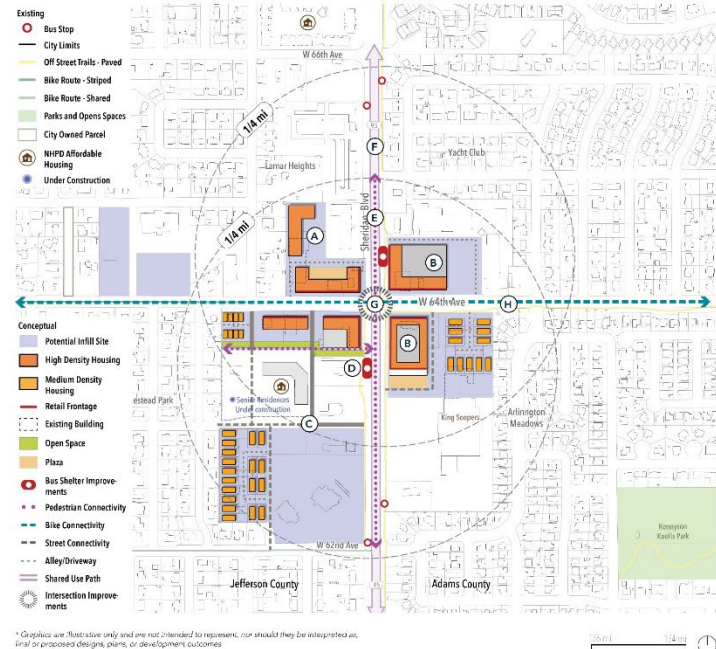 Existing
Bus Stop
City Limits
Off Street Trails - Paved
Bike Route - Striped
Bike Route - Shared
Parks and Opens Spaces
City Owned Parcel
NHPD Affordable
Housing
Under Construction
W 66th Ave
1/4 mi
Lamar Heights
Yacht Club
Sheridan Blvd
F
E
A
B
1/4 mi
G
W 64th Ave
H
Conceptual
Potential Infill Site
High Density Housing
Medium Density
Housing
Retail Frontage
Existing Building
Open Space
Plaza
Bus Shelter Improve-
ments
Pedestrian Connectivity
Bike Connectivity
Street Connectivity
Alley/Driveway
Shared Use Path
Intersection Improve-
ments
B
D
Senior Residences
Under construction
estead Park
C
King Soopers
Arlington
Meadows
W 62nd Ave
Kennyson
Knolls Park
Jefferson County
Adams County
* Graphics are illustrative only and are not intended to represent, nor should they be interpreted as,
final or proposed designs, plans, or development outcomes
1/4 mi